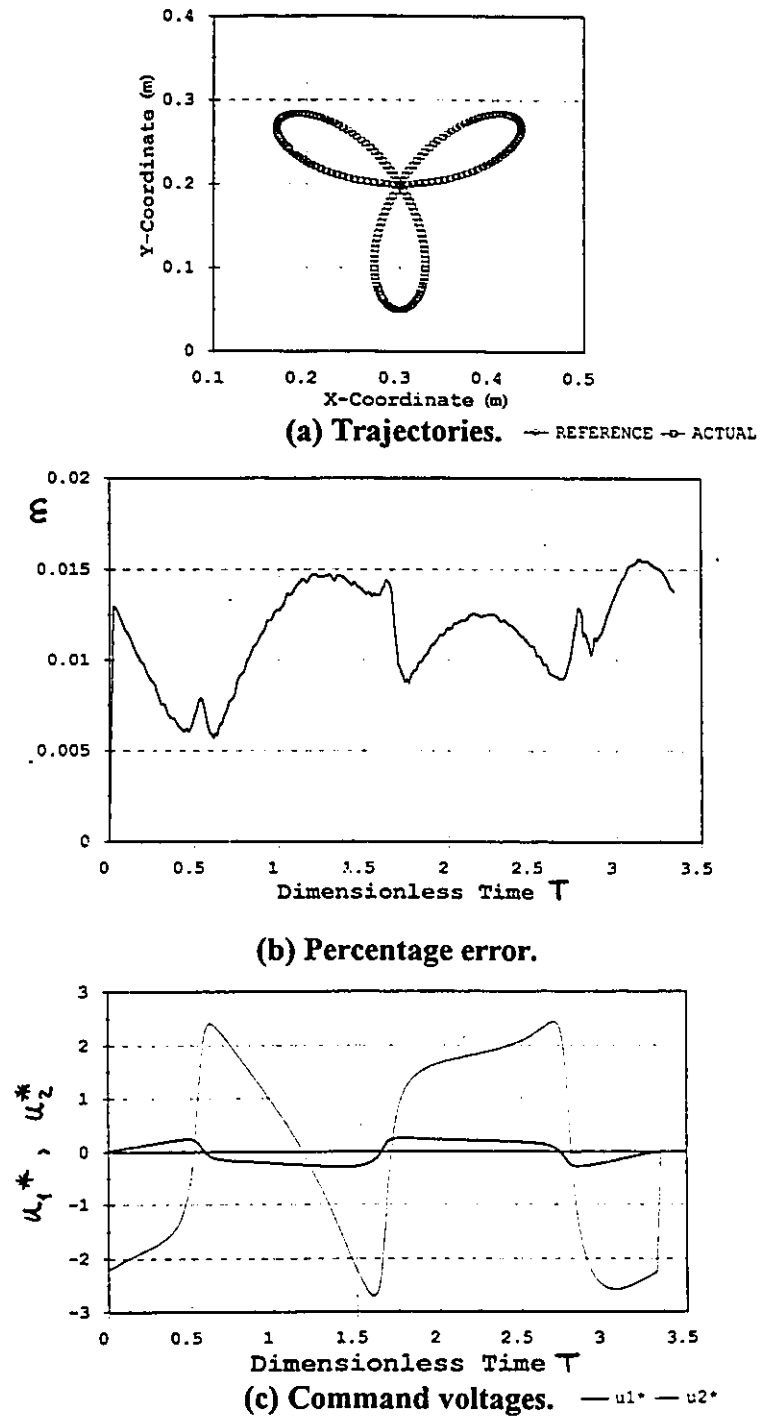 0.4
0.3
0.2
0.1
0
Y-Coordinate (m)
0.1 0.2 0.3 0.4 0.5
X-Coordinate (m)
(a) Trajectories. REFERENCE ACTUAL
0.02
ε
0.015
0.01
0.005
0
0 0.5 1 1.5 2 2.5 3 3.5
Dimensionless Time T
(b) Percentage error.
3
2
1
0
-1
-2
-3
u₁*, u₂*
0 0.5 1 1.5 2 2.5 3 3.5
Dimensionless Time T
(c) Command voltages. u1* u2*